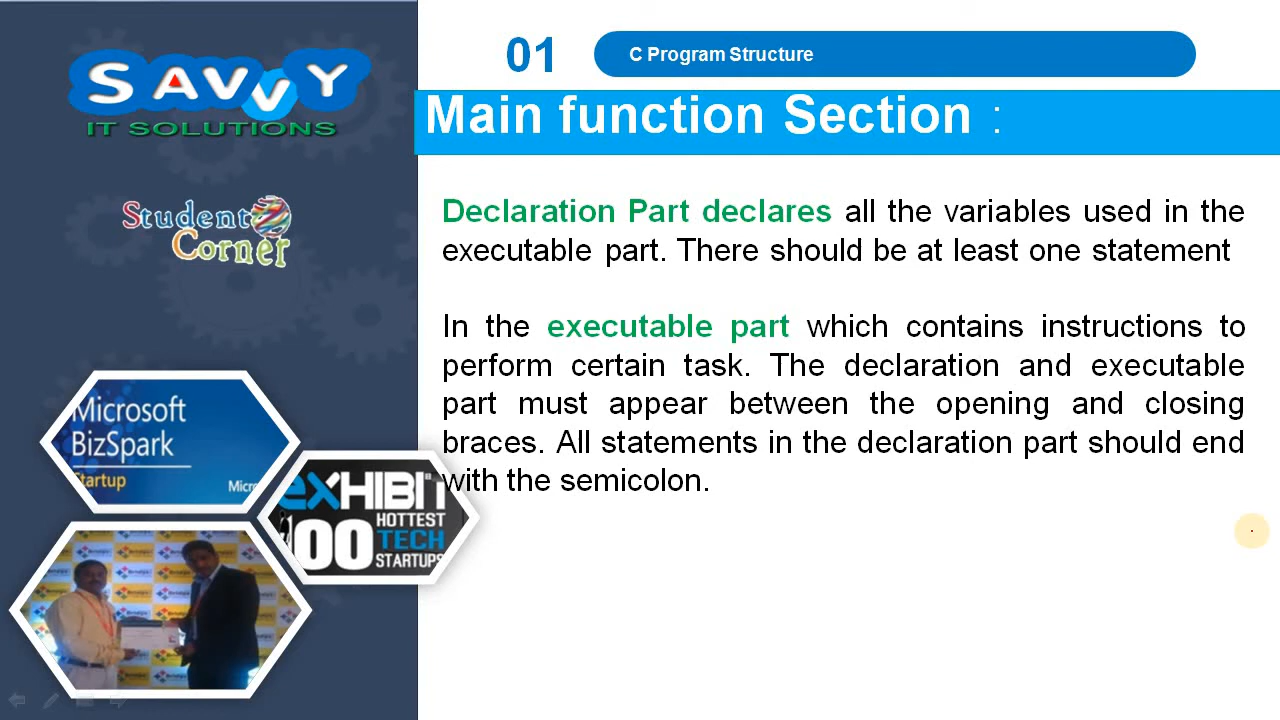 SAVVY
IT SOLUTIONS
Student
Corner
01
C Program Structure
Main function Section :
Declaration Part declares all the variables used in the
executable part. There should be at least one statement
In the executable part which contains instructions to
perform certain task. The declaration and executable
part must appear between the opening and closing
braces. All statements in the declaration part should end
with the semicolon.
Microsoft
BizSpark
Startup
Micro
EXHIBIT
100
HOTTEST
TECH
STARTUPS